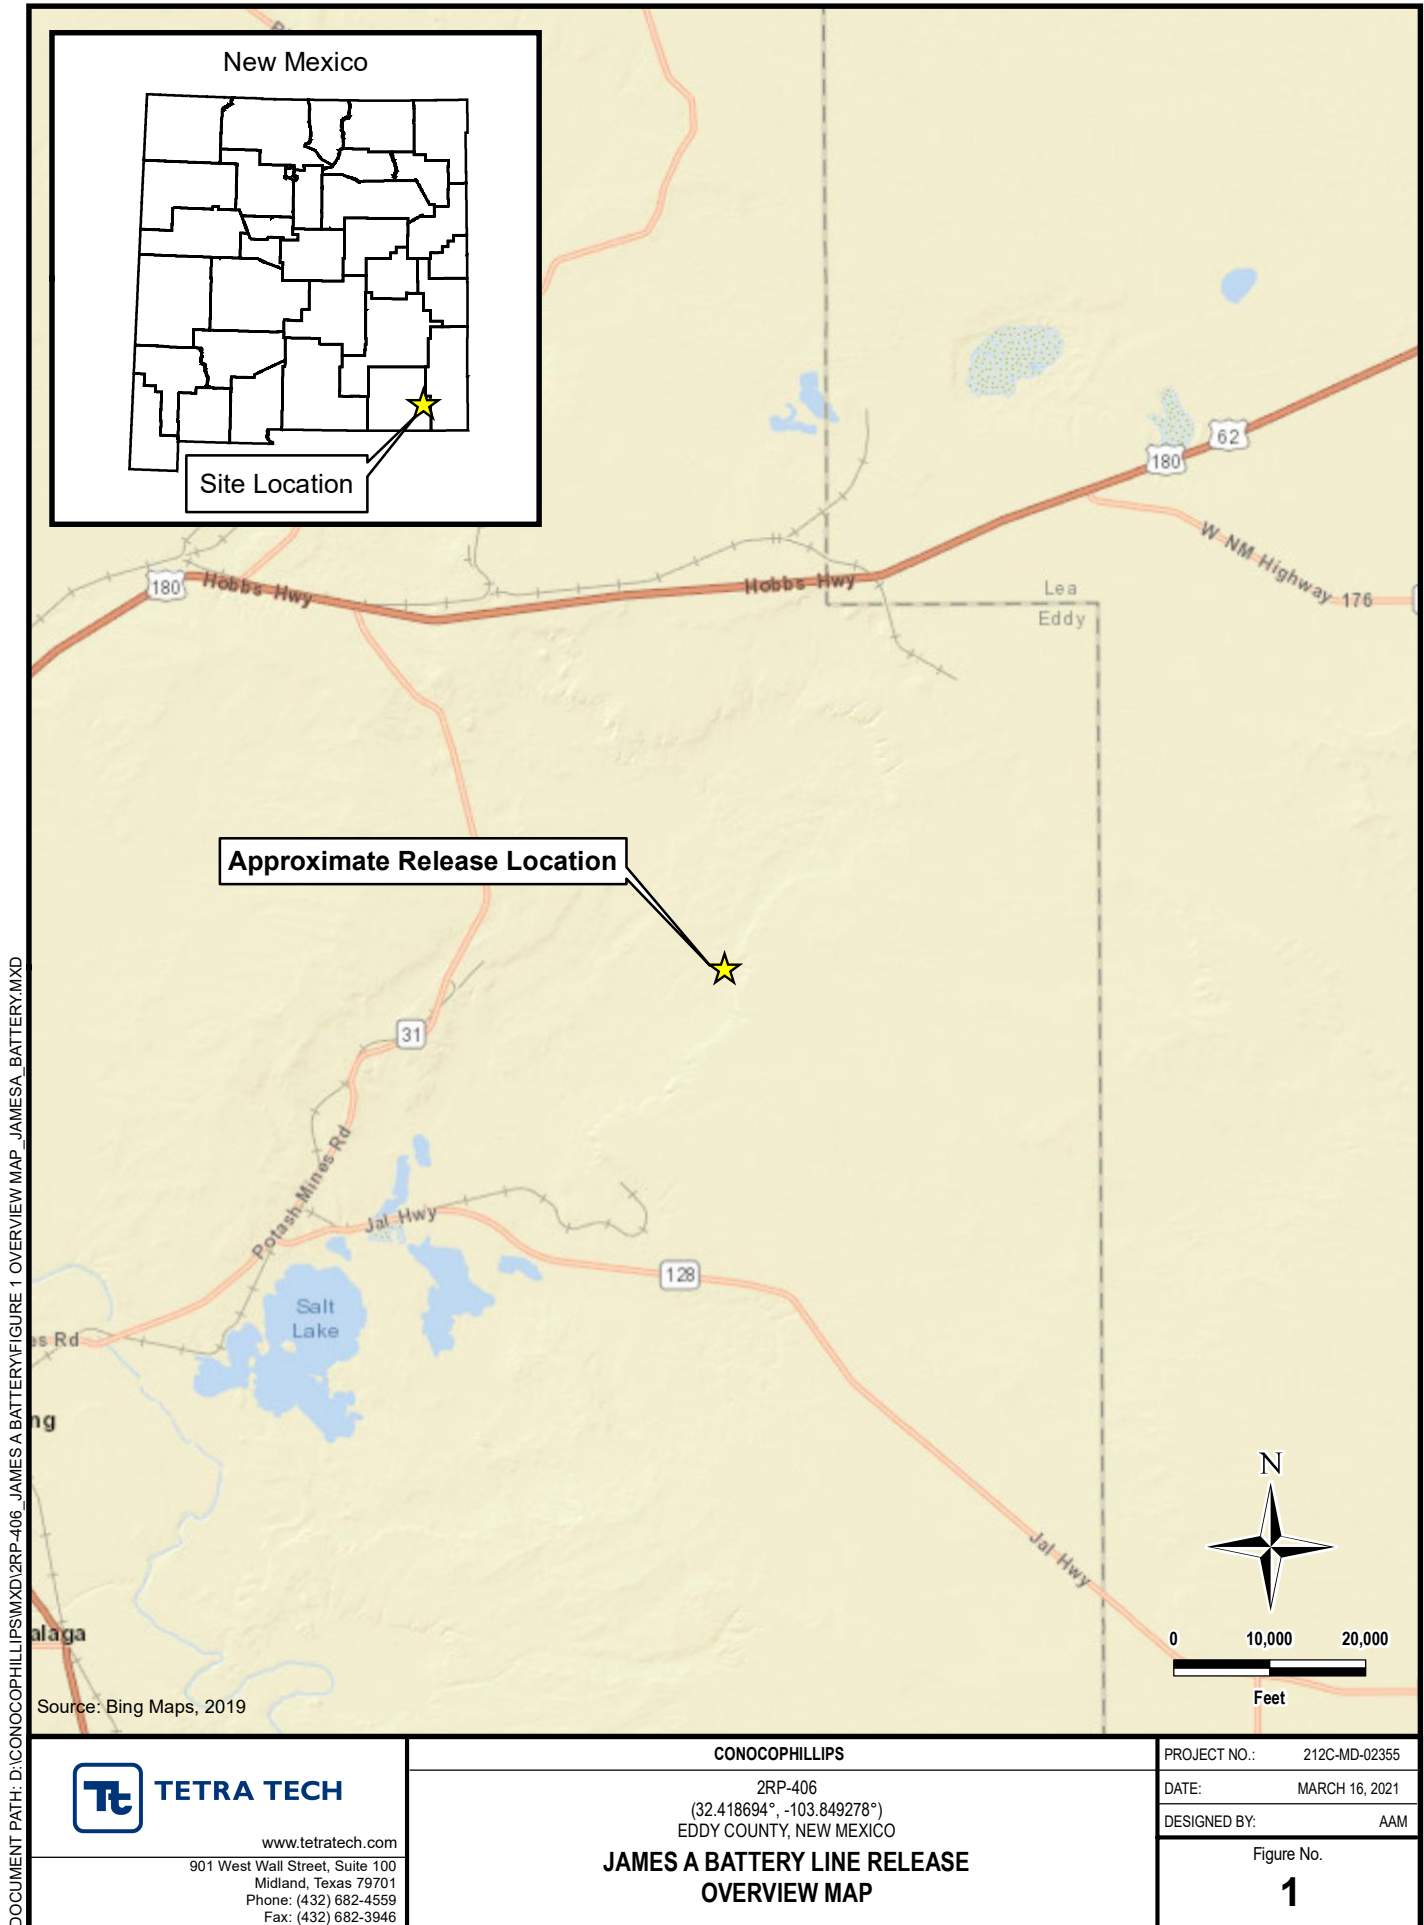 New Mexico
Site Location
62
180
W NM Highway 176
180
Hobbs Hwy
Hobbs Hwy
Lea
Eddy
Approximate Release Location
31
Potash Mines Rd
Jal Hwy
128
Salt
Lake
es Rd
ng
Jal Hwy
alaga
N
0 10,000 20,000
Feet
Source: Bing Maps, 2019
DOCUMENT PATH: D:\CONOCOPHILLIPS\MXD\2RP-406_JAMES A BATTERY\FIGURE 1 OVERVIEW MAP_JAMESA_BATTERY.MXD
Tt TETRA TECH
www.tetratech.com
901 West Wall Street, Suite 100
Midland, Texas 79701
Phone: (432) 682-4559
Fax: (432) 682-3946
CONOCOPHILLIPS
2RP-406
(32.418694°, -103.849278°)
EDDY COUNTY, NEW MEXICO
JAMES A BATTERY LINE RELEASE
OVERVIEW MAP
PROJECT NO.: 212C-MD-02355
DATE: MARCH 16, 2021
DESIGNED BY: AAM
Figure No.
1